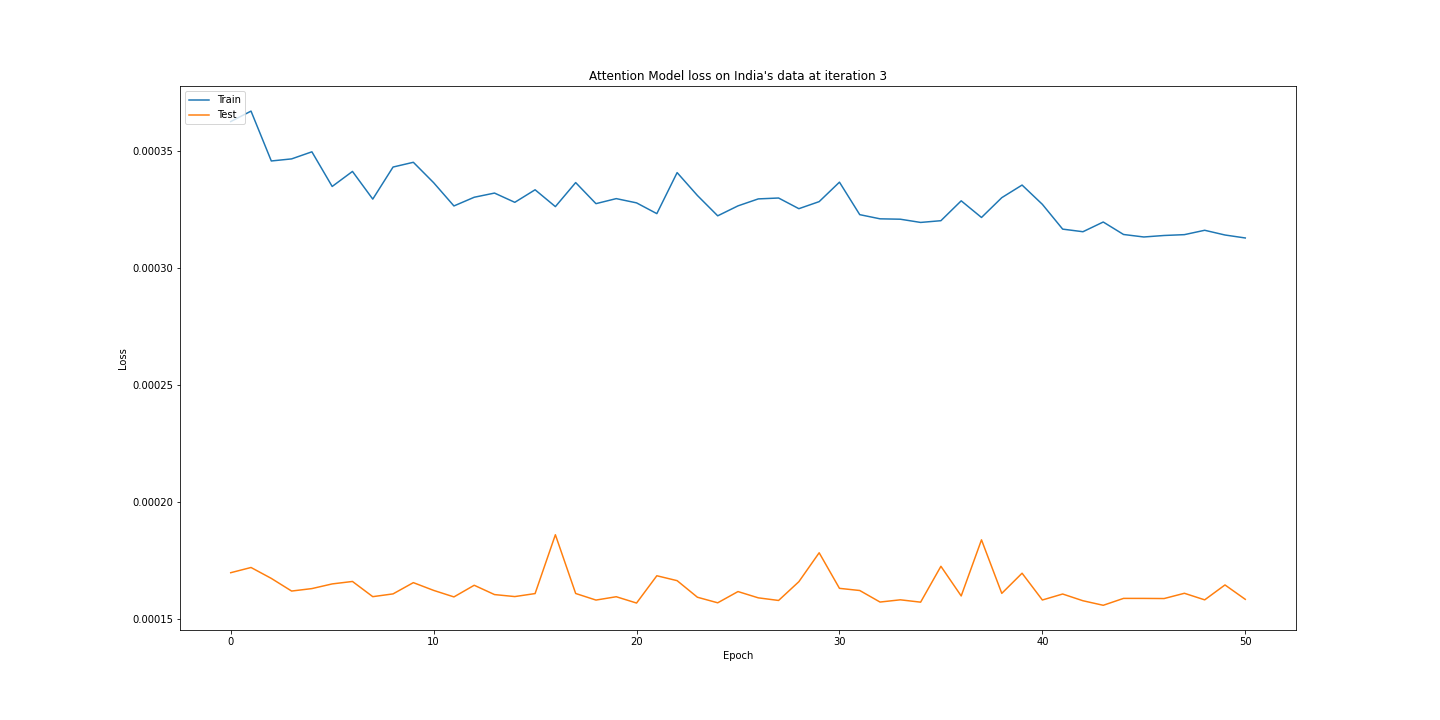 Attention Model loss on India's data at iteration 3
Train
Test
0.00035
0.00030
0.00025
0.00020
0.00015
Loss
0 10 20 30 40 50
Epoch